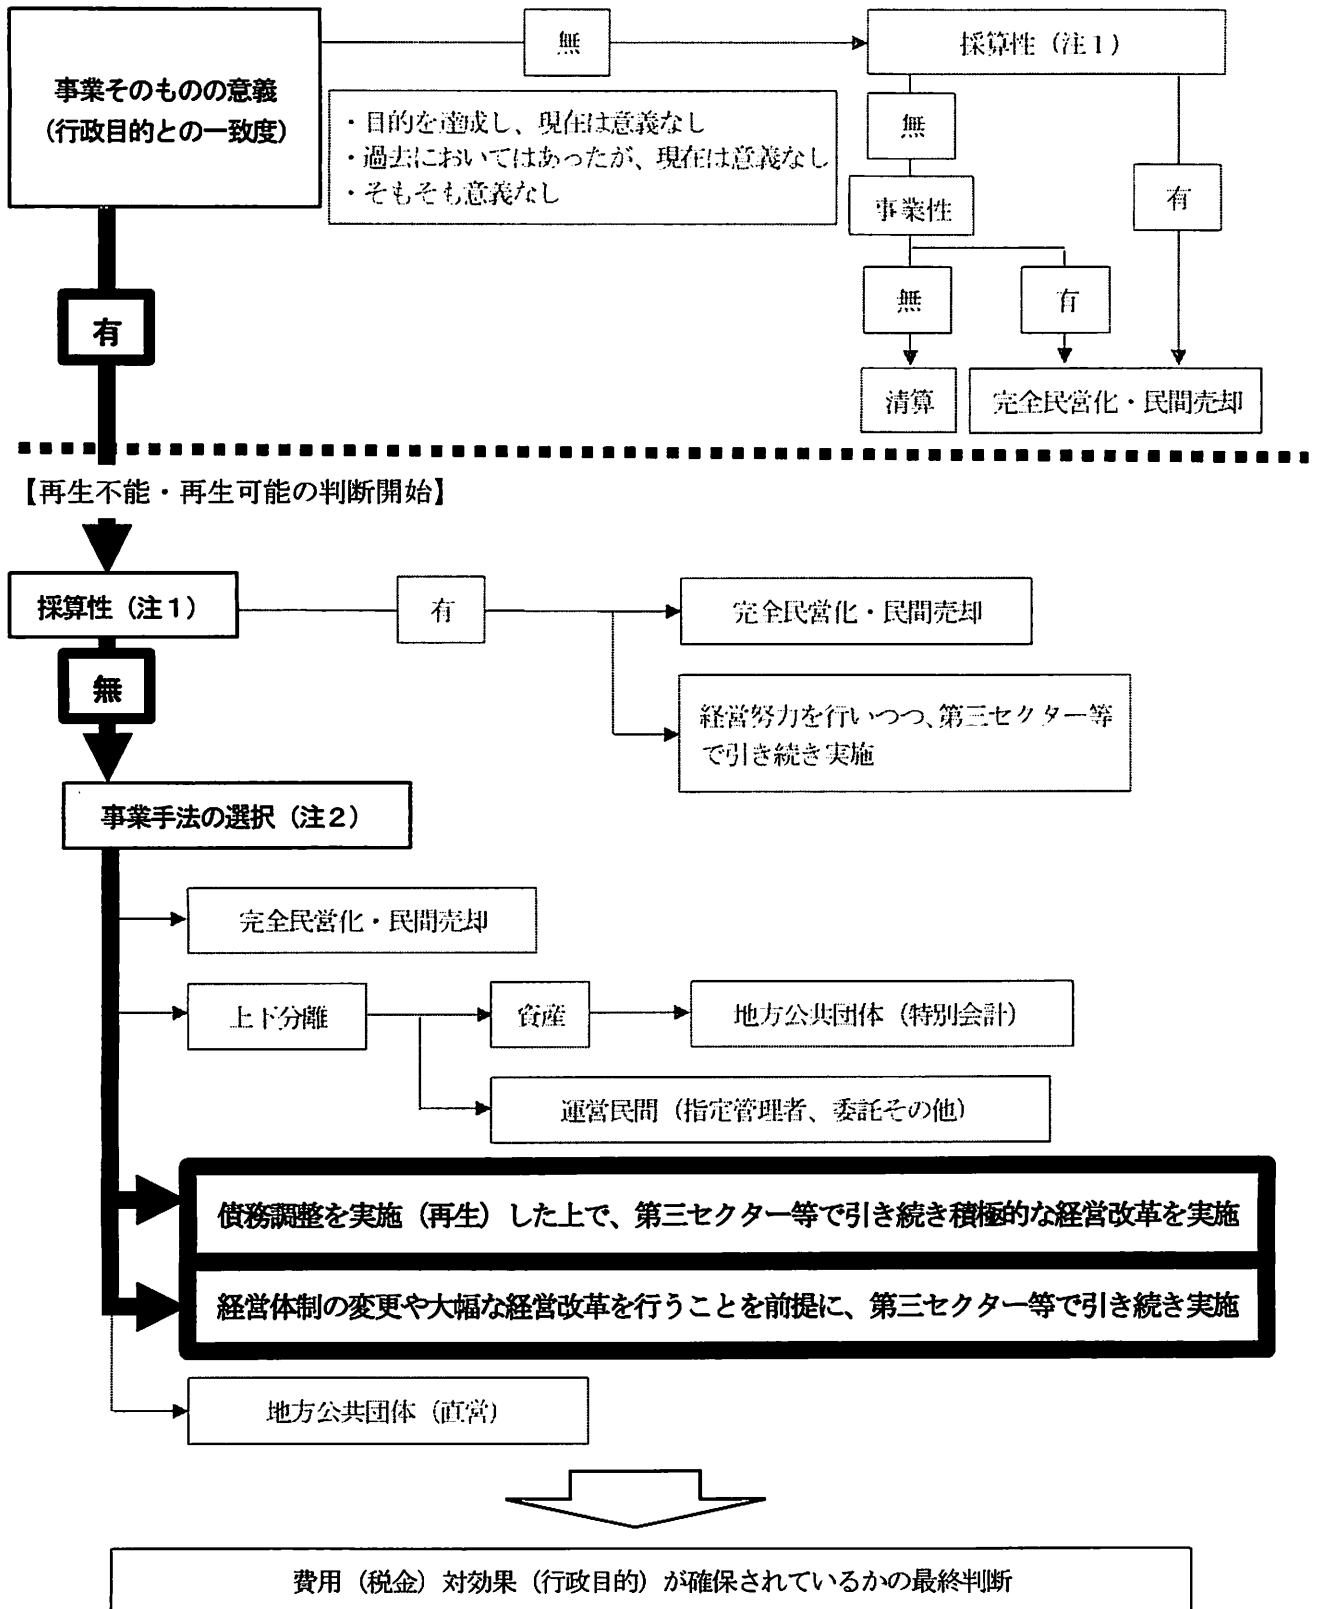 事業そのものの意義
(行政目的との一致度)
無
・目的を達成し、現在は意義なし
・過去においてはあったが、現在は意義なし
・そもそも意義なし
採算性（注１）
無
事業性
有
無
有
清算
完全民営化・民間売却
有
【再生不能・再生可能の判断開始】
採算性（注１）
有
完全民営化・民間売却
経営努力を行いつつ、第三セクター等
で引き続き実施
無
事業手法の選択（注２）
完全民営化・民間売却
上下分離
資産
地方公共団体（特別会計）
運営民間（指定管理者、委託その他）
債務調整を実施（再生）した上で、第三セクター等で引き続き積極的な経営改革を実施
経営体制の変更や大幅な経営改革を行うことを前提に、第三セクター等で引き続き実施
地方公共団体（直営）
費用（税金）対効果（行政目的）が確保されているかの最終判断